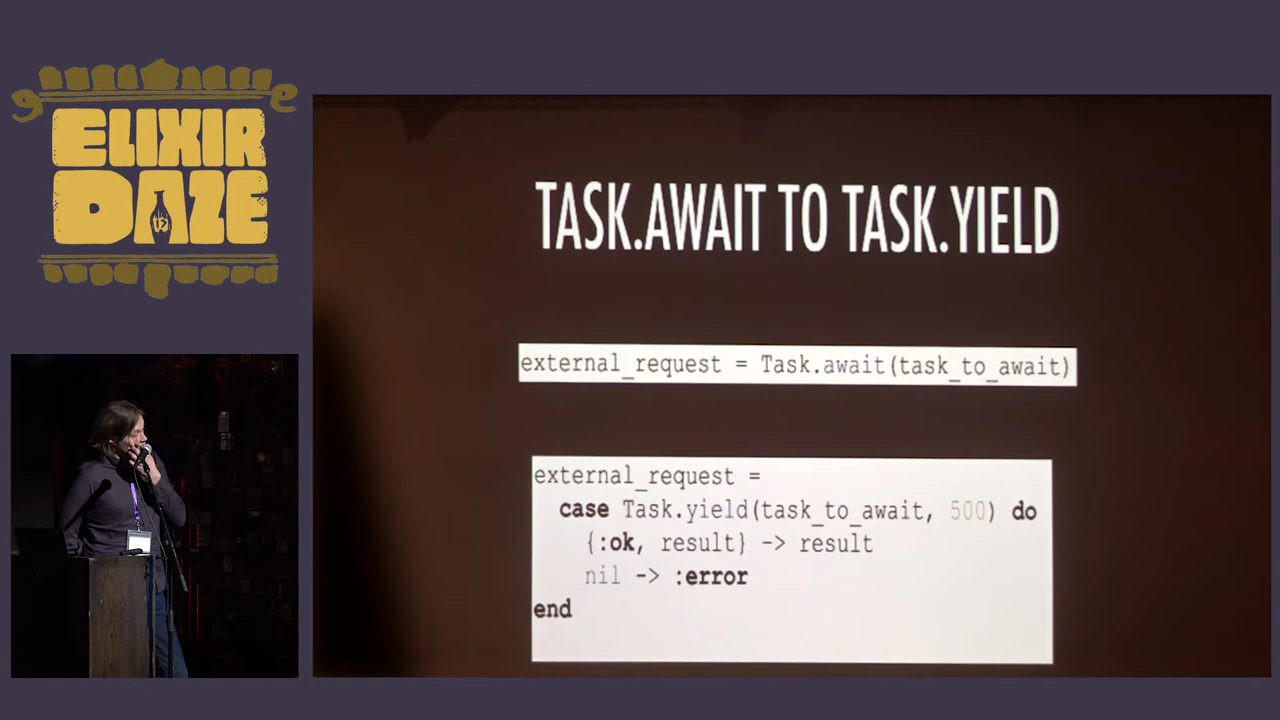 ELIXIR
DAZE
TASK.AWAIT TO TASK.YIELD
external_request = Task.await(task_to_await)
external_request =
  case Task.yield(task_to_await, 500) do
    {:ok, result} -> result
    nil -> :error
end